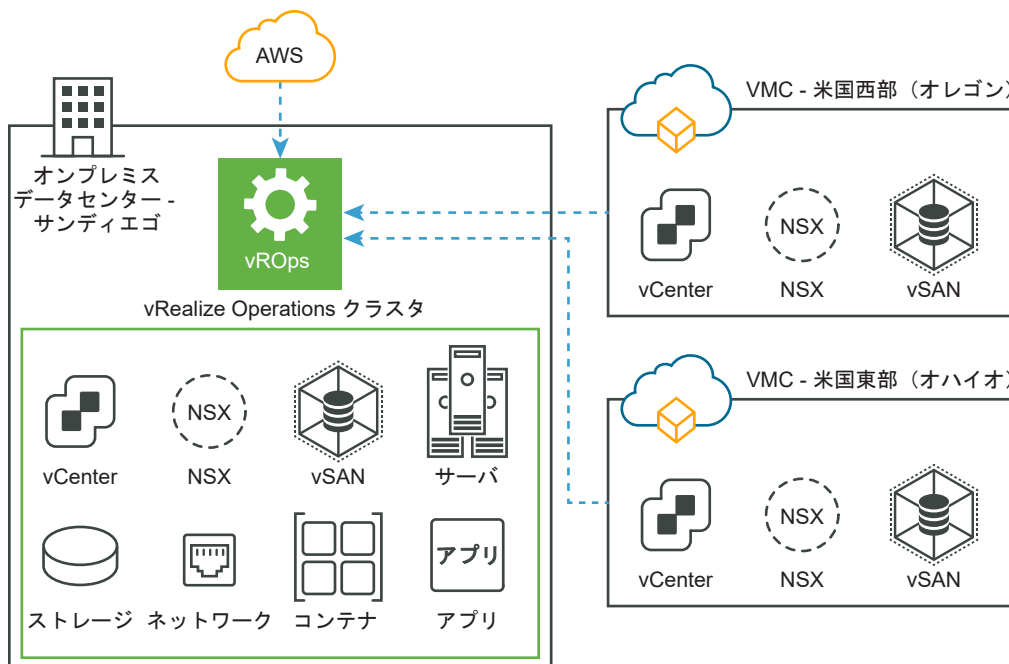 AWS
オンプレミス
データセンター -
サンディエゴ
vROps
vRealize Operations クラスタ
vCenter
NSX
NSX
vSAN
サーバ
ストレージ
ネットワーク
コンテナ
アプリ
アプリ
VMC - 米国西部（オレゴン）
NSX
vCenter
NSX
vSAN
VMC - 米国東部（オハイオ）
NSX
vCenter
NSX
vSAN